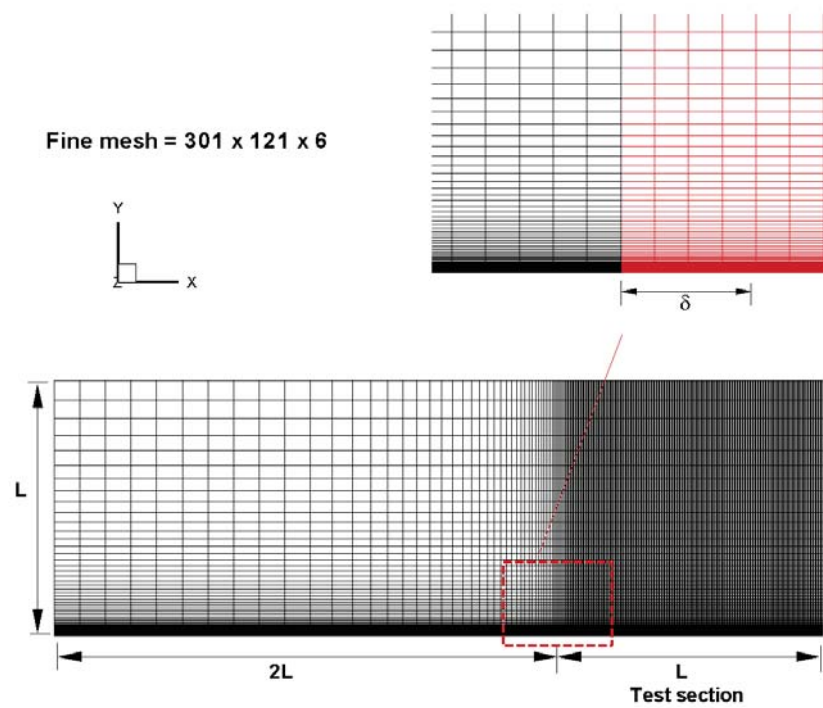 Fine mesh = 301 x 121 x 6
Y
Z
X
δ
L
2L
L
Test section